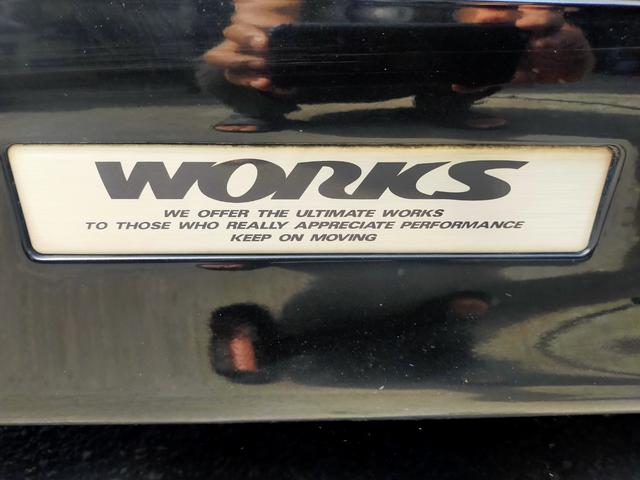 WORKS
WE OFFER THE ULTIMATE WORKS
TO THOSE WHO REALLY APPRECIATE PERFORMANCE
KEEP ON MOVING